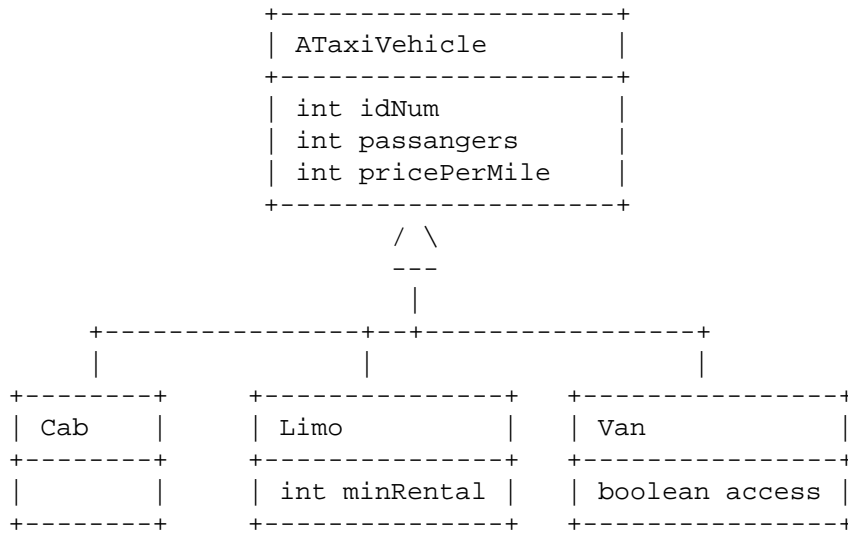 ATaxiVehicle
int idNum
int passangers
int pricePerMile
Cab Limo Van
int minRental boolean access